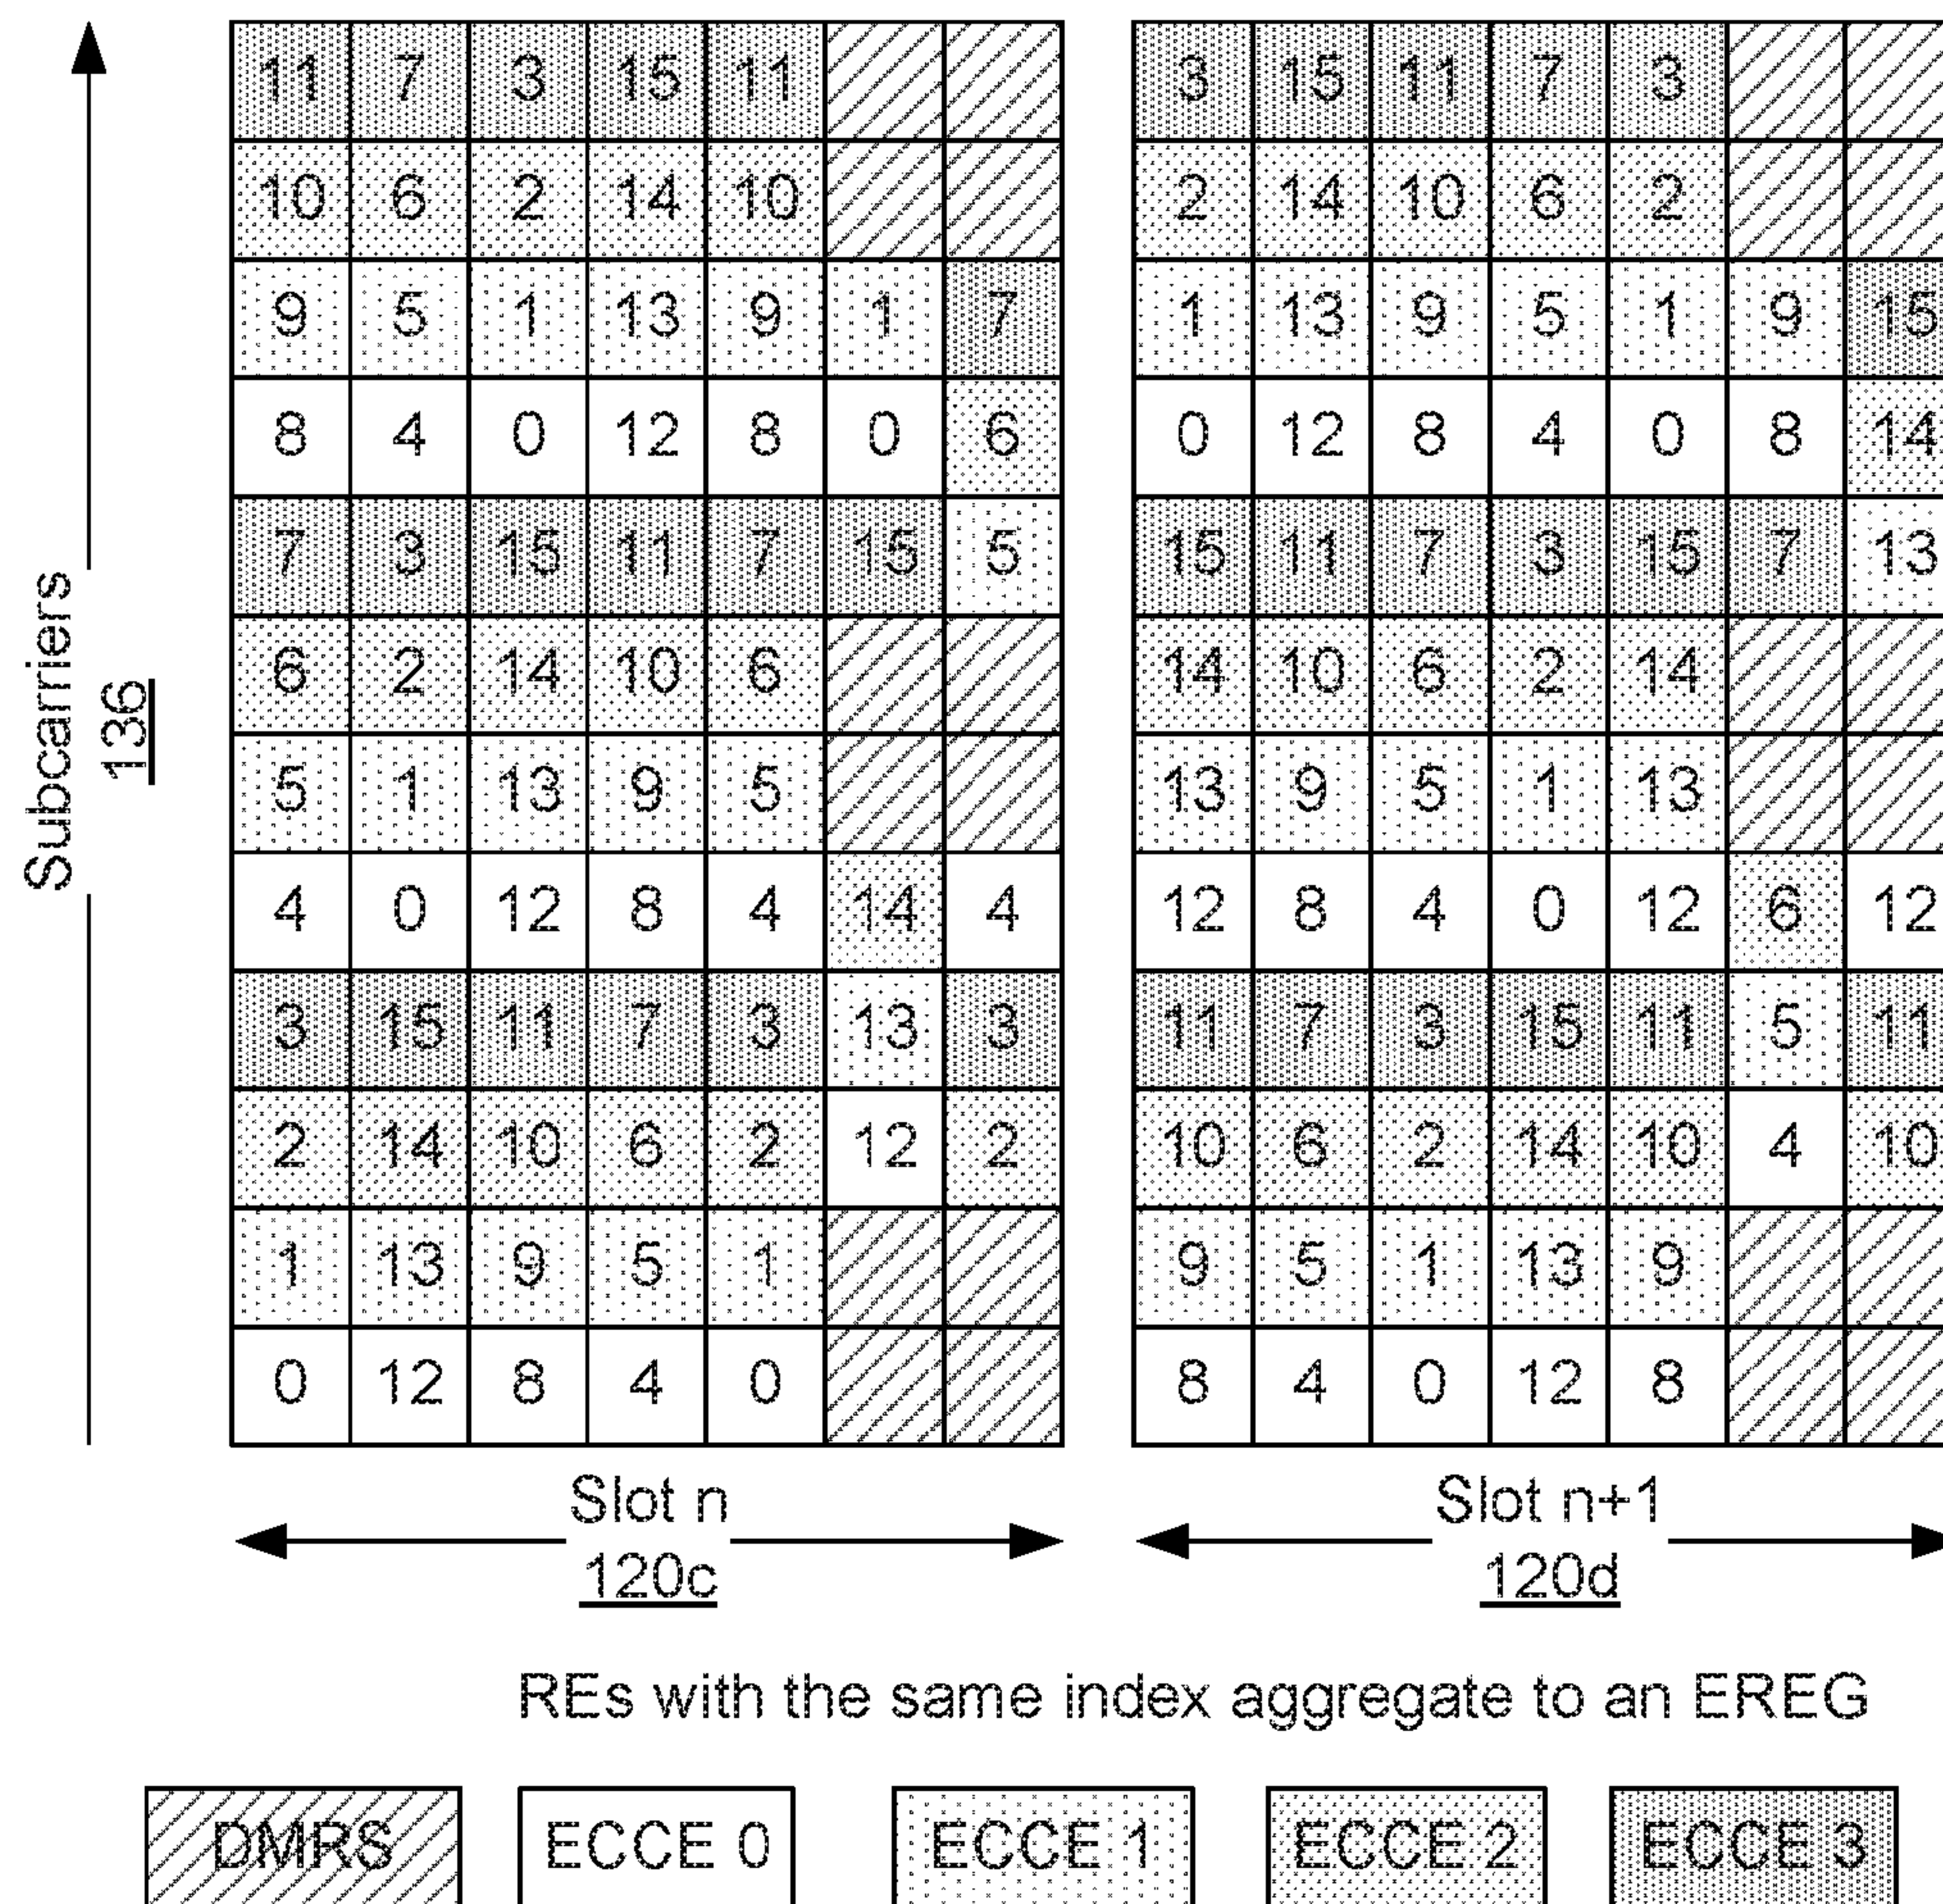 11 7 3 15 11 3 15 11 7 3
10 6 2 14 10 2 14 10 6 2
9 5 1 13 9 1 7 1 13 9 5 1 9 15
8 4 0 12 8 0 6 0 12 8 4 0 8 14
7 3 15 11 7 15 5 15 11 7 3 15 7 13
6 2 14 10 6 14 10 6 2 14
5 1 13 9 5 13 9 5 1 13
4 0 12 8 4 14 4 12 8 4 0 12 6 12
3 15 11 7 3 13 3 11 7 3 15 11 5 11
2 14 10 6 2 12 2 10 6 2 14 10 4 10
1 13 9 5 1 9 5 1 13 9
0 12 8 4 0 8 4 0 12 8
Subcarriers
136
Slot n
120c
Slot n+1
120d
REs with the same index aggregate to an EREG
DMRS ECCE 0 ECCE 1 ECCE 2 ECCE 3